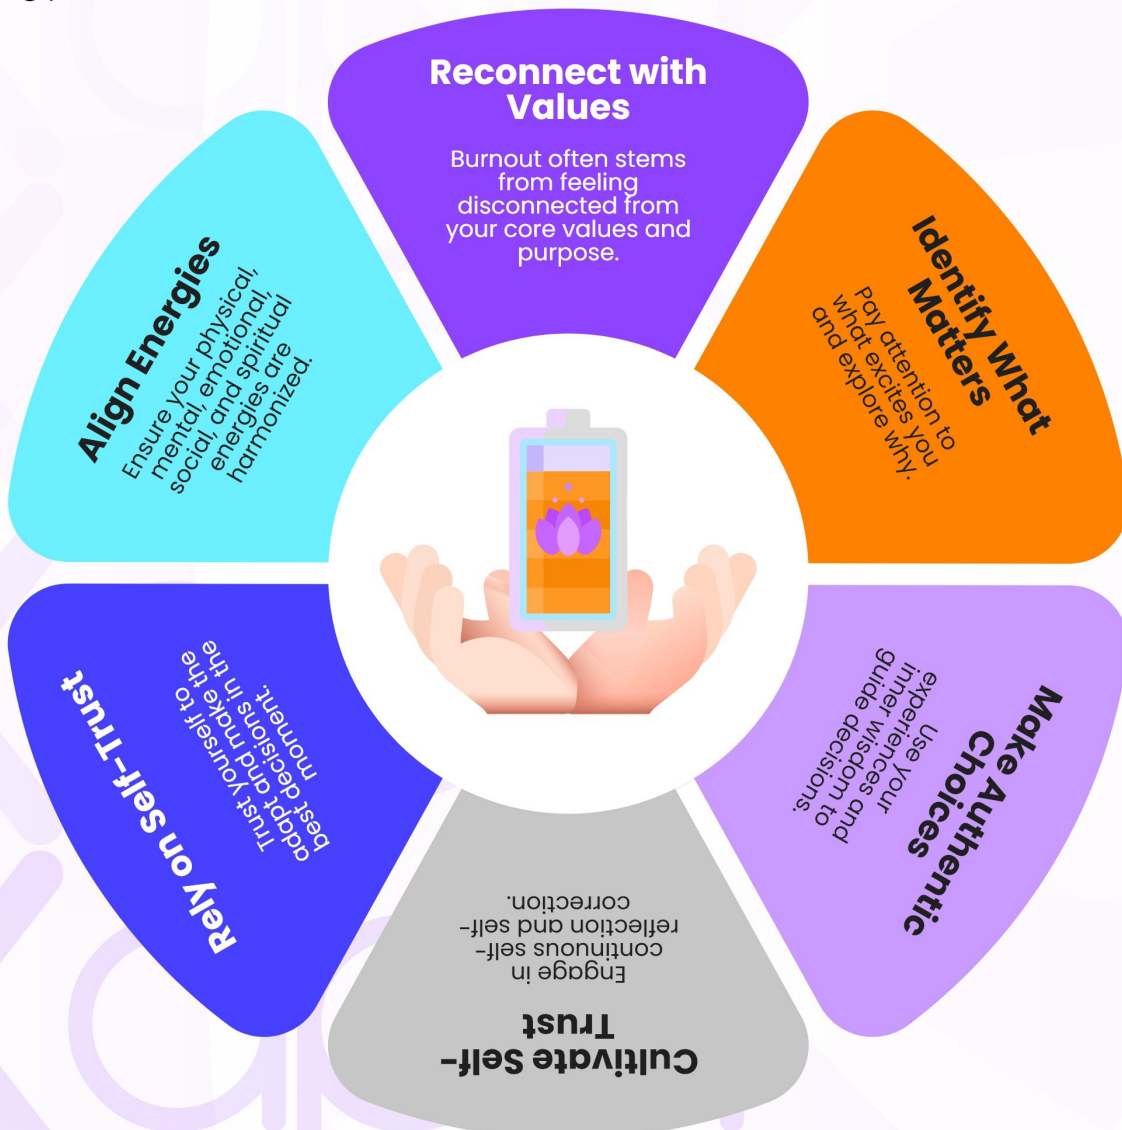 Reconnect with
Values
Burnout often stems
from feeling
disconnected from
your core values and
purpose.
Identify What
Matters
Pay attention to
what excites you
and explore why.
Make Authentic
Choices
Use your
experiences and
inner wisdom to
guide decisions.
Cultivate Self-
Trust
Engage in
continuous self-
reflection and self-
correction.
Rely on Self-Trust
Trust yourself to
adapt and make the
best decisions in the
moment.
Align Energies
Ensure your physical,
mental, emotional,
social, and spiritual
energies are
harmonized.